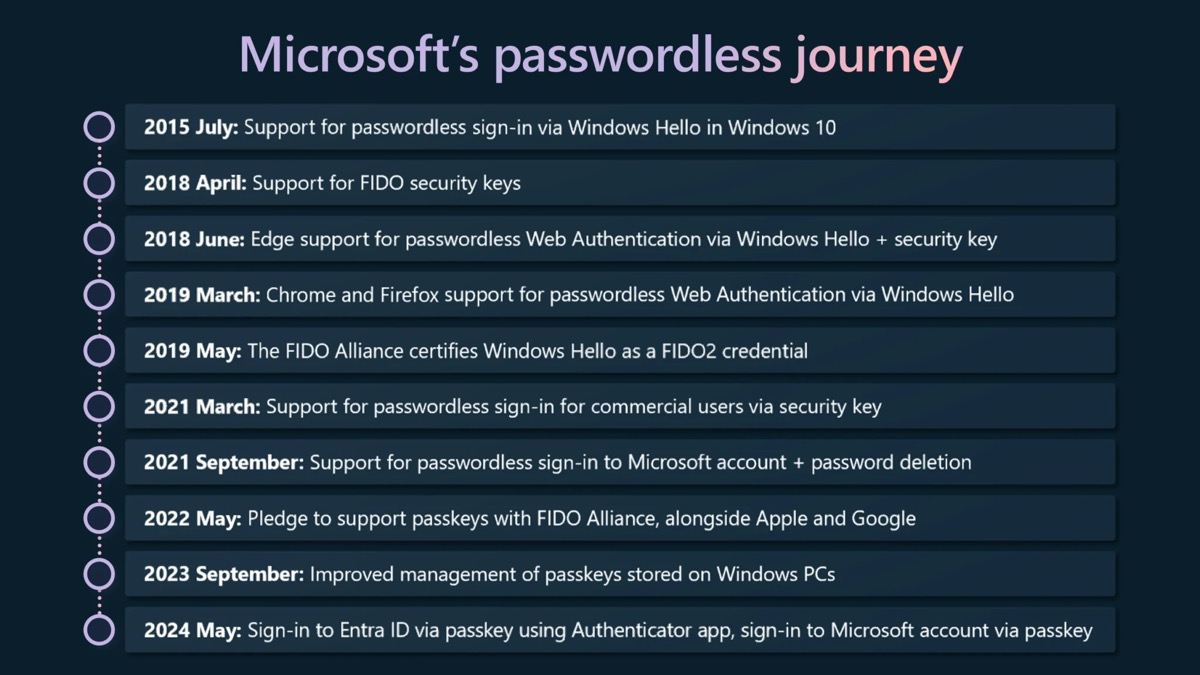 Microsoft’s passwordless journey
2015 July: Support for passwordless sign-in via Windows Hello in Windows 10
2018 April: Support for FIDO security keys
2018 June: Edge support for passwordless Web Authentication via Windows Hello + security key
2019 March: Chrome and Firefox support for passwordless Web Authentication via Windows Hello
2019 May: The FIDO Alliance certifies Windows Hello as a FIDO2 credential
2021 March: Support for passwordless sign-in for commercial users via security key
2021 September: Support for passwordless sign-in to Microsoft account + password deletion
2022 May: Pledge to support passkeys with FIDO Alliance, alongside Apple and Google
2023 September: Improved management of passkeys stored on Windows PCs
2024 May: Sign-in to Entra ID via passkey using Authenticator app, sign-in to Microsoft account via passkey